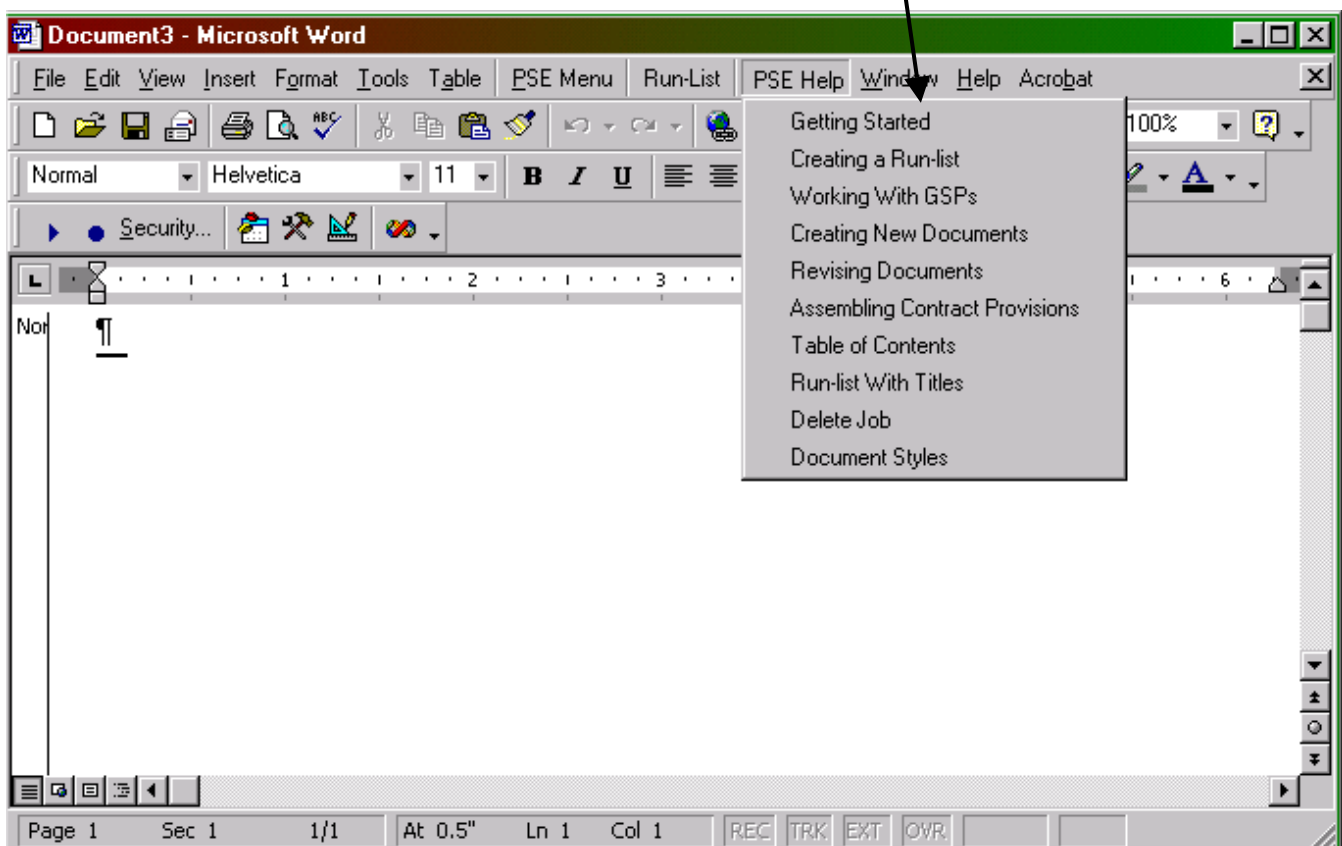 Document3 - Microsoft Word
File Edit View Insert Format Tools Table PSE Menu Run-List PSE Help Window Help Acrobat
ABC 100%
Normal Helvetica 11 B I U A
Security...
1 2 3 6
Nor ¶
Getting Started
Creating a Run-list
Working With GSPs
Creating New Documents
Revising Documents
Assembling Contract Provisions
Table of Contents
Run-list With Titles
Delete Job
Document Styles
Page 1 Sec 1 1/1 At 0.5" Ln 1 Col 1 REC TRK EXT OVR